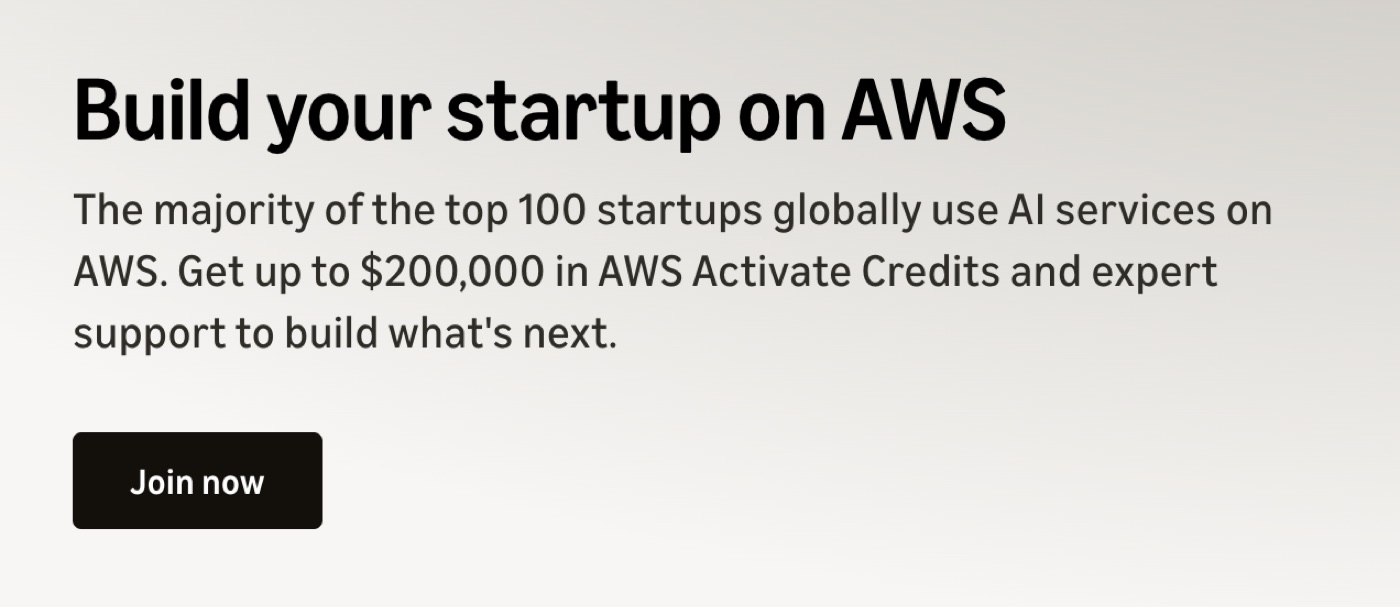 Build your startup on AWS
The majority of the top 100 startups globally use AI services on
AWS. Get up to $200,000 in AWS Activate Credits and expert
support to build what's next.
Join now